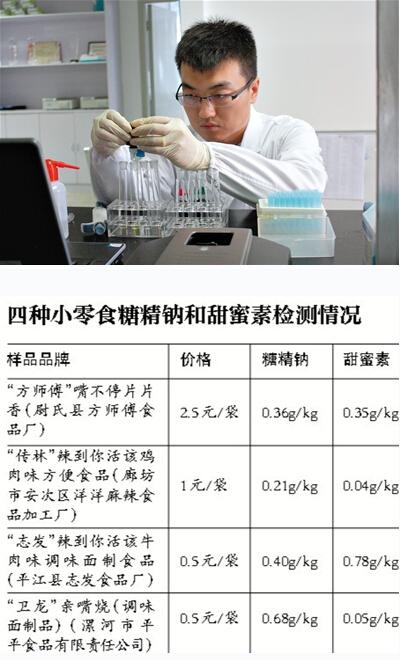 四种小零食糖精钠和甜蜜素检测情况
样品品牌 价格 糖精钠 甜蜜素
“方师傅”嘴不停片片
香(尉氏县方师傅食
品厂)
2.5元/袋 0.36g/kg 0.35g/kg
“传林”辣到你活该鸡
肉味方便食品(廊坊
市安次区洋洋麻辣食
品加工厂)
1元/袋 0.21g/kg 0.04g/kg
“志发”辣到你活该牛
肉味调味面制食品
(平江县志发食品厂)
0.5元/袋 0.40g/kg 0.78g/kg
“卫龙”亲嘴烧(调味
面制品)(漯河市平
平食品有限责任公司)
0.5元/袋 0.68g/kg 0.05g/kg